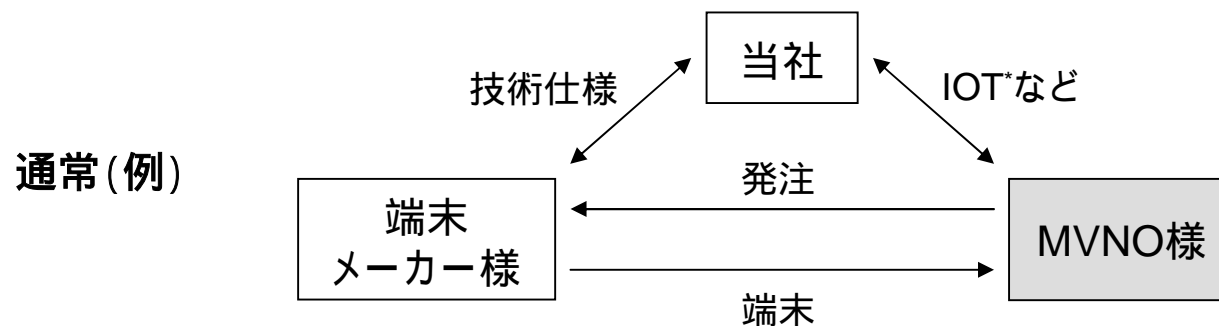 当社
技術仕様
IOT*など
通常(例)
発注
端末
メーカー様
MVNO様
端末